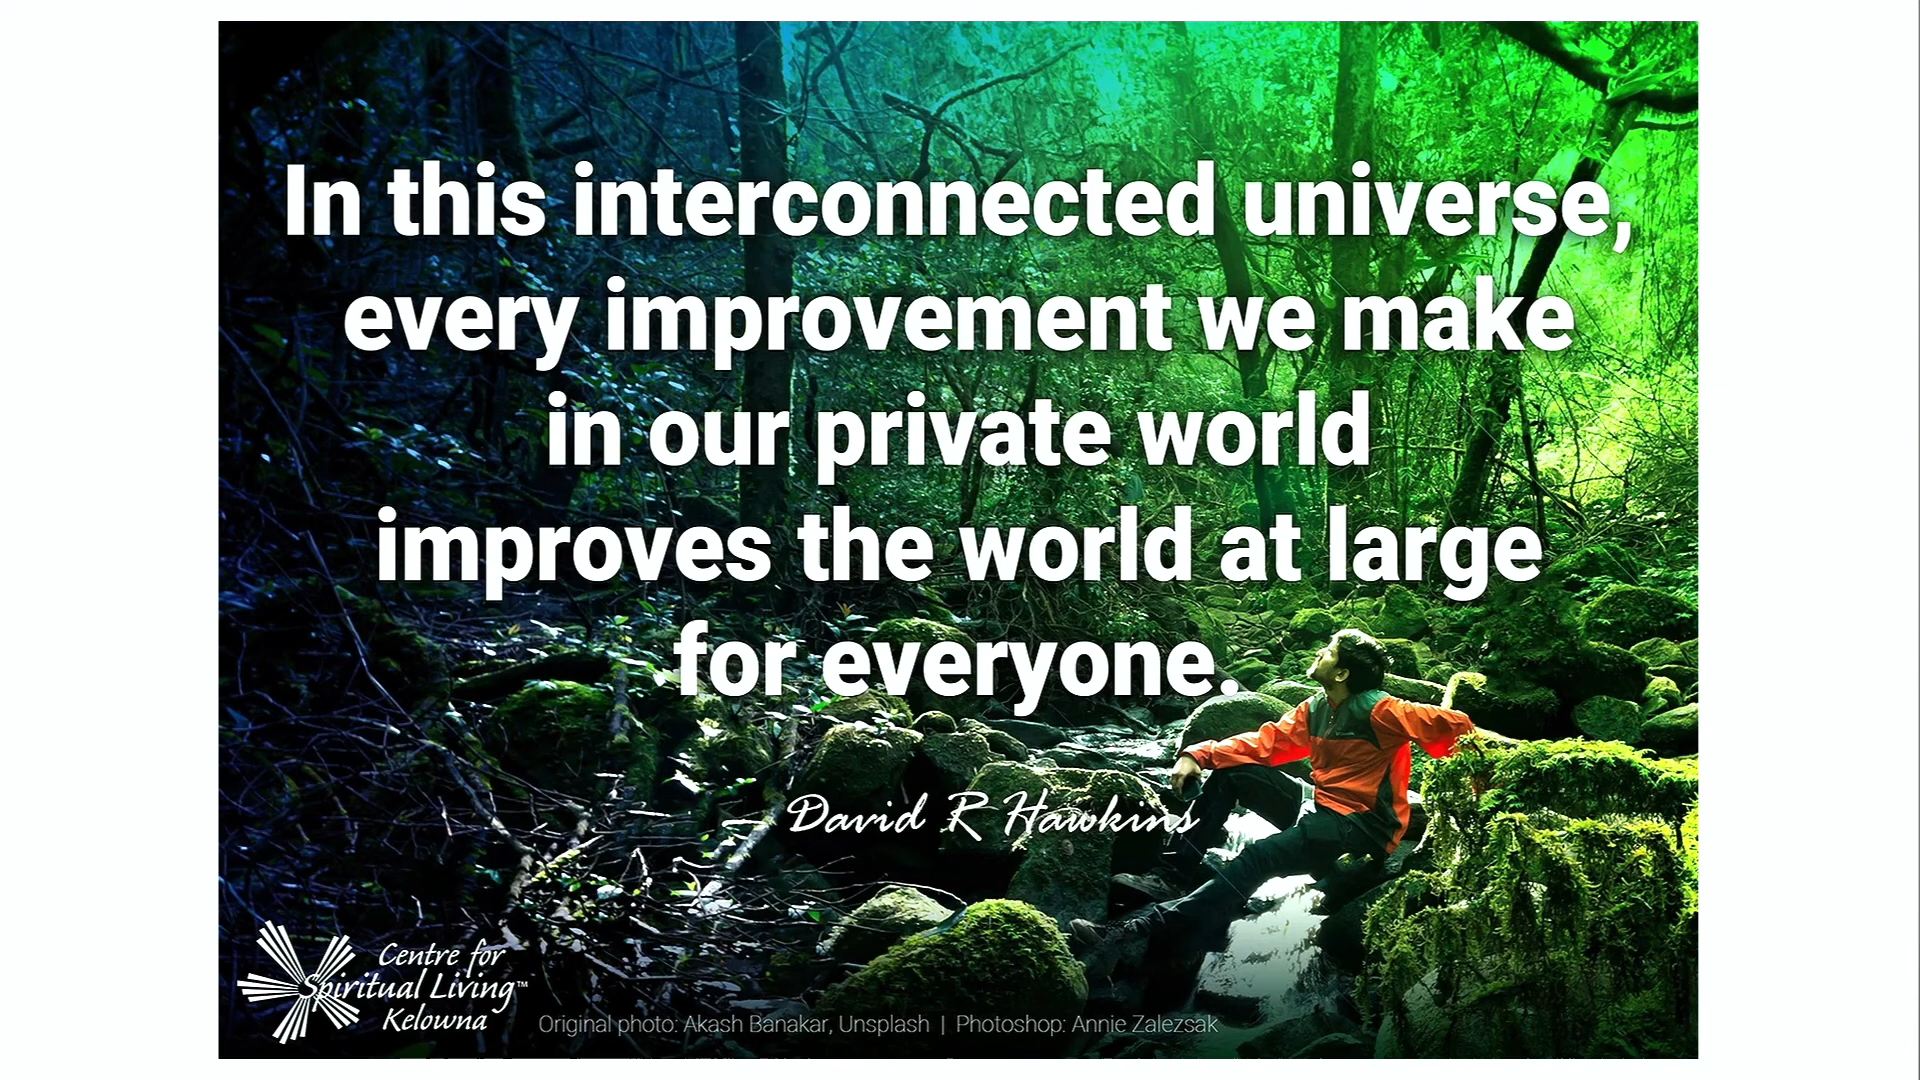 In this interconnected universe,
every improvement we make
in our private world
improves the world at large
for everyone.
— David R Hawkins
Centre for
Spiritual Living™
Kelowna
Original photo: Akash Banakar, Unsplash | Photoshop: Annie Zalezsak